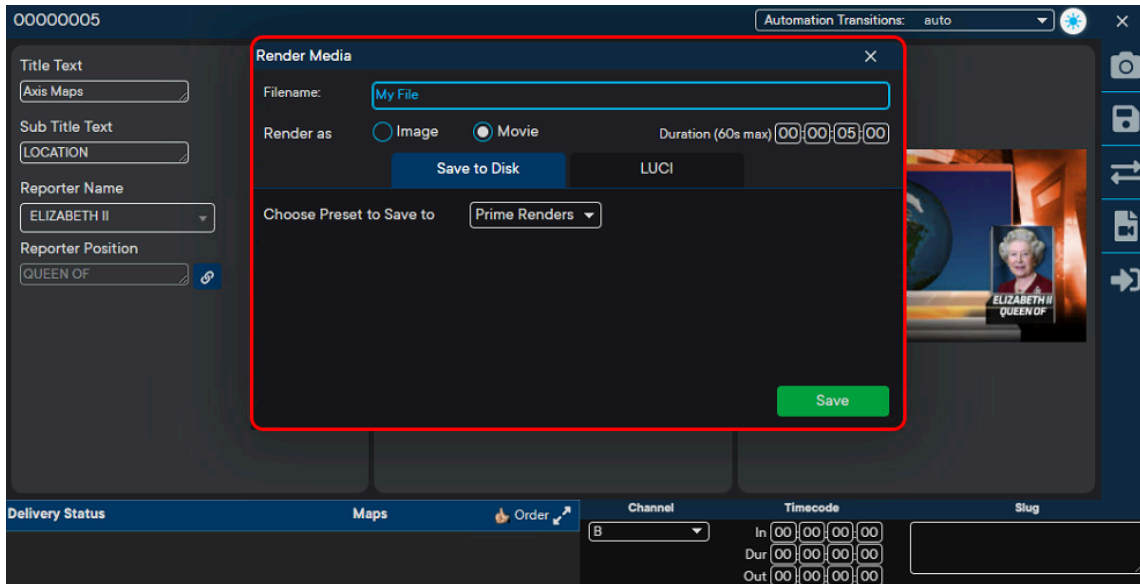 00000005
Automation Transitions: auto
Title Text
Axis Maps
Sub Title Text
LOCATION
Reporter Name
ELIZABETH II
Reporter Position
QUEEN OF
Render Media
Filename: My File
Render as Image Movie Duration (60s max) 00:00:05:00
Save to Disk LUCI
Choose Preset to Save to Prime Renders
Save
ELIZABETH II
QUEEN OF
Delivery Status Maps Order
Channel Timecode Slug
B In 00:00:00:00
Dur 00:00:00:00
Out 00:00:00:00